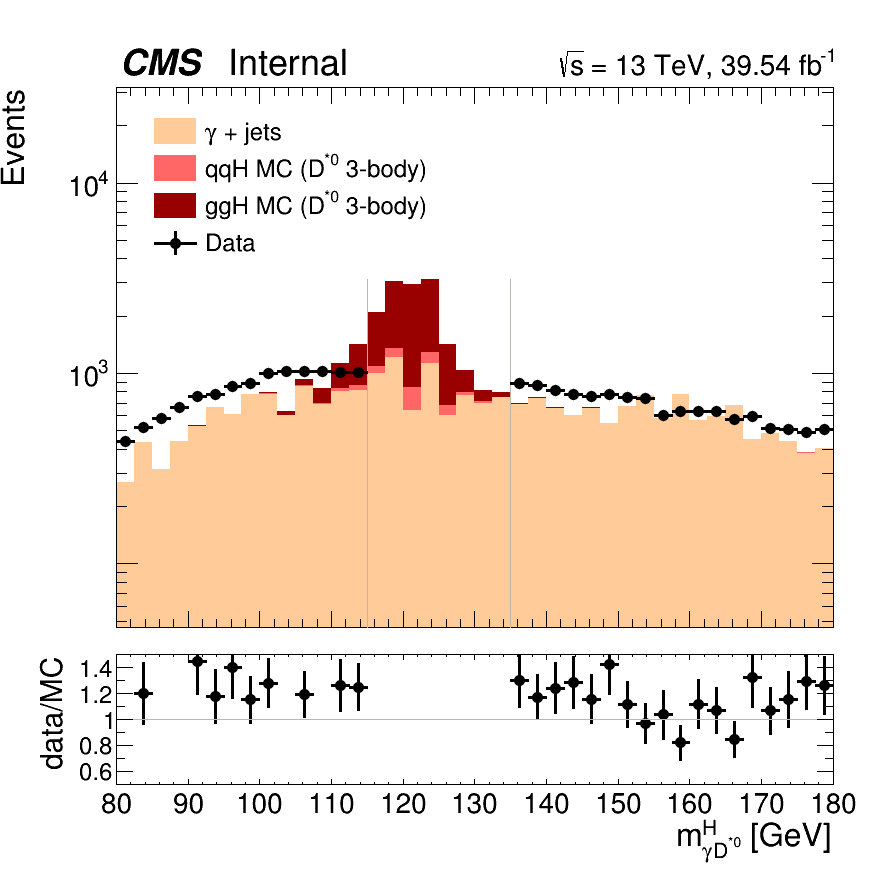 CMS Internal
√s = 13 TeV, 39.54 fb⁻¹
Events
γ + jets
qqH MC (D*⁰ 3-body)
ggH MC (D*⁰ 3-body)
Data
10⁴
10³
data/MC
1.4
1.2
1
0.8
0.6
80 90 100 110 120 130 140 150 160 170 180
m^H_γD*⁰ [GeV]